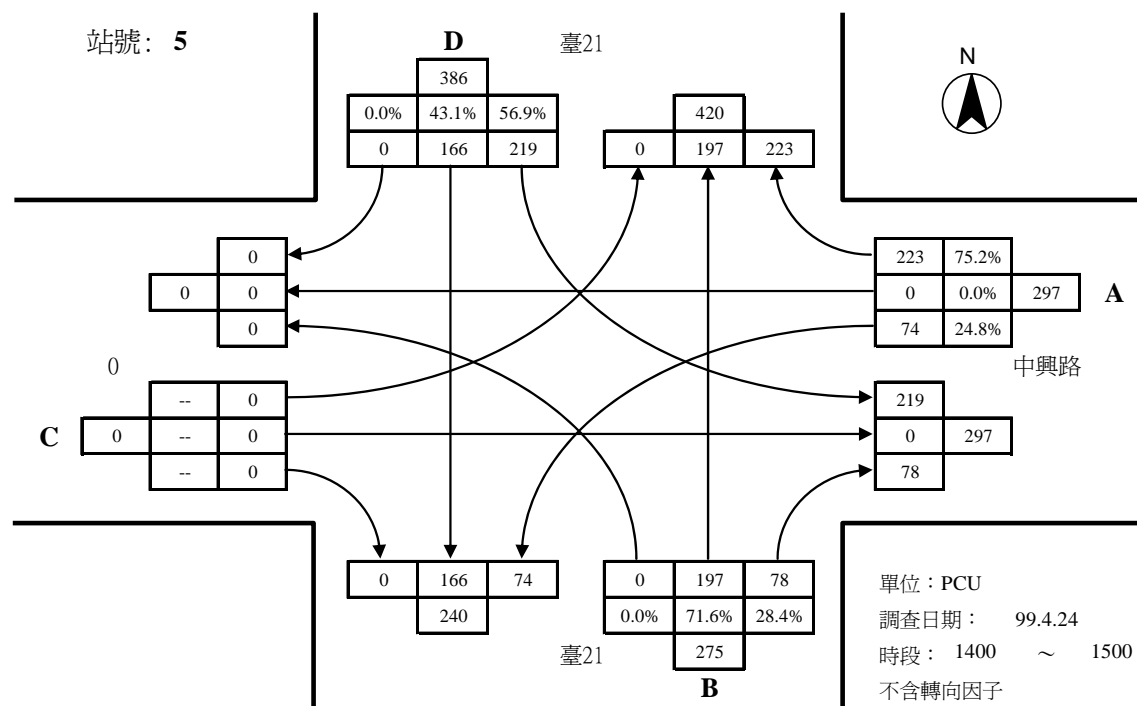 站號: 5
D
臺21
N
386
0.0% 43.1% 56.9%
0 166 219
420
0 197 223
0
0 0
0
223 75.2%
0 0.0% 297
74 24.8%
A
0
中興路
-- 0
C 0 -- 0
-- 0
219
0 297
78
0 166 74
240
臺21
0 197 78
0.0% 71.6% 28.4%
275
B
單位：PCU
調查日期： 99.4.24
時段： 1400 ～ 1500
不含轉向因子